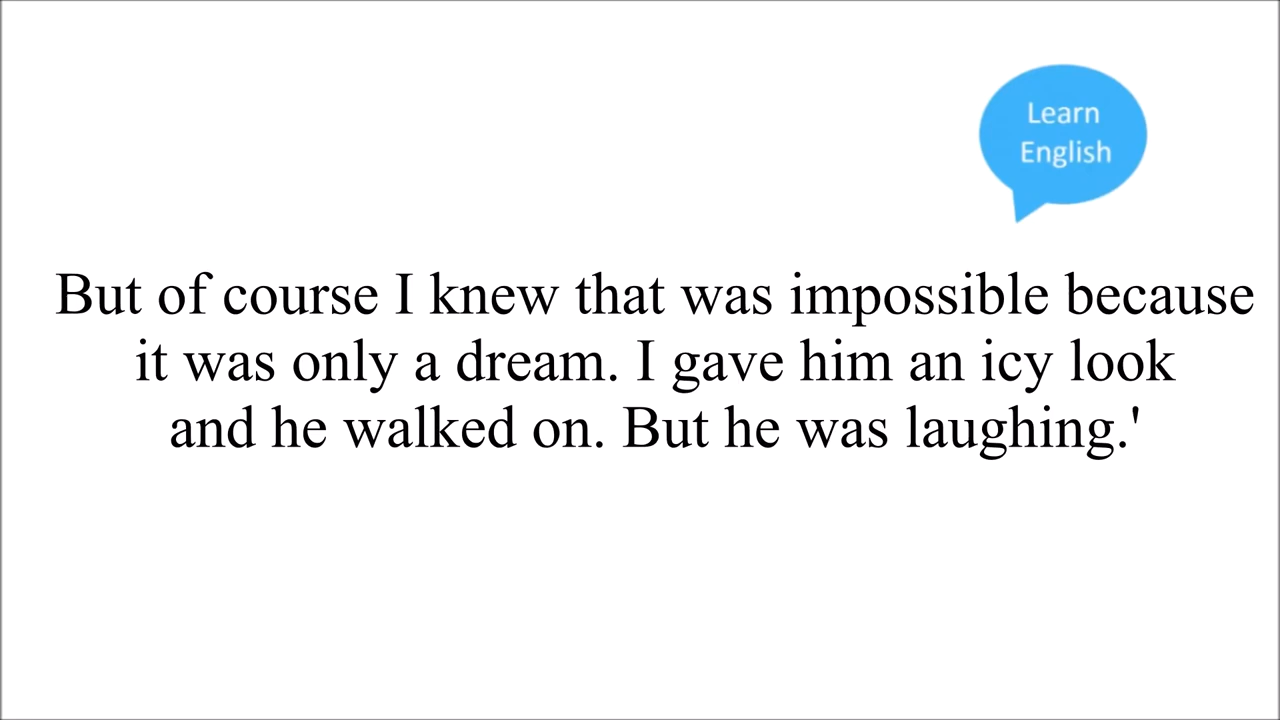 Learn
English
But of course I knew that was impossible because
it was only a dream. I gave him an icy look
and he walked on. But he was laughing.'